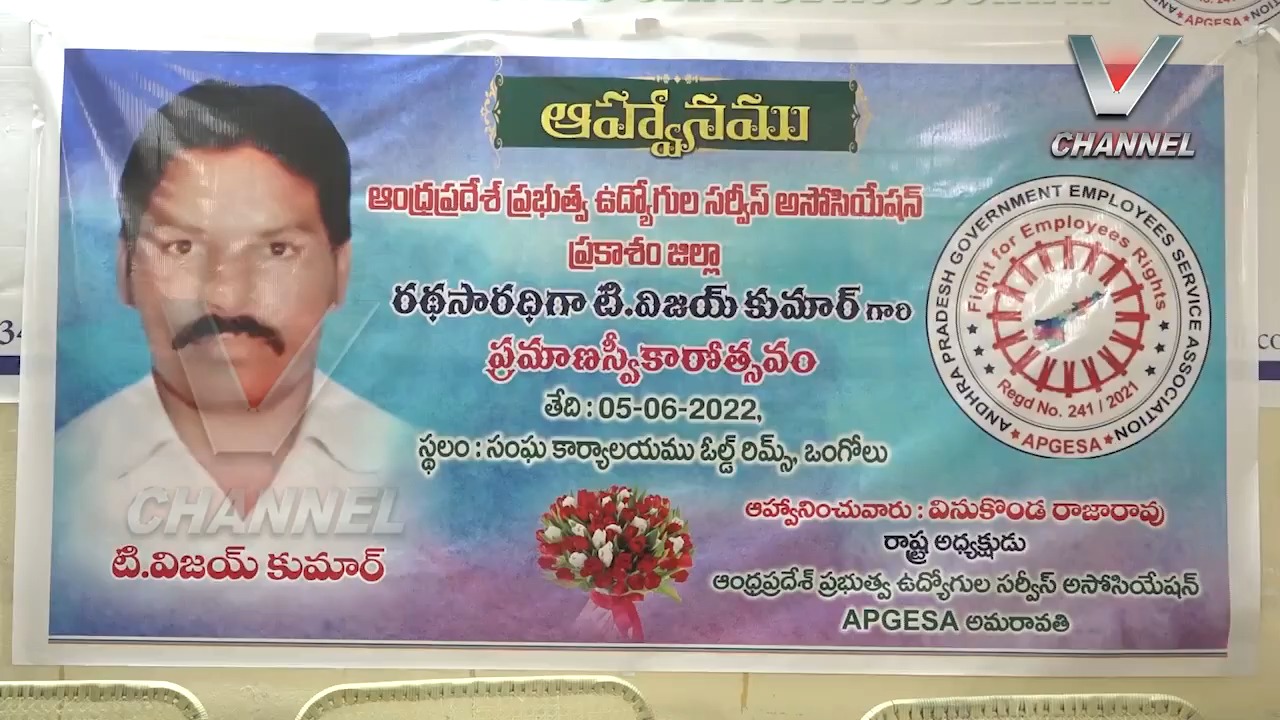 ఆహ్వానము
ఆంధ్రప్రదేశ్ ప్రభుత్వ ఉద్యోగుల సర్వీస్ అసోసియేషన్
ప్రకాశం జిల్లా
రథసారధిగా టి.విజయ్ కుమార్ గారి
ప్రమాణస్వీకారోత్సవం
తేది : 05-06-2022,
స్థలం : సంఘ కార్యాలయము ఓల్డ్ రిమ్స్, ఒంగోలు
టి.విజయ్ కుమార్
ఆహ్వానించువారు : వినుకొండ రాజారావు
రాష్ట్ర అధ్యక్షుడు
ఆంధ్రప్రదేశ్ ప్రభుత్వ ఉద్యోగుల సర్వీస్ అసోసియేషన్
APGESA అమరావతి
ANDHRA PRADESH GOVERNMENT EMPLOYEES SERVICE ASSOCIATION
★ APGESA ★
Fight for Employees Rights
Regd No. 241 / 2021
V
CHANNEL
V
CHANNEL
APGESA